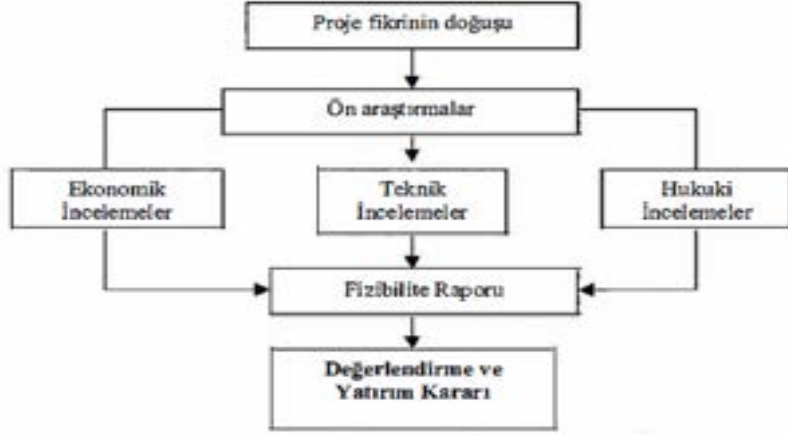 Proje fikrinin doğuşu
Ön araştırmalar
Ekonomik
İncelemeler
Teknik
İncelemeler
Hukuki
İncelemeler
Fizibilite Raporu
Değerlendirme ve
Yatırım Kararı